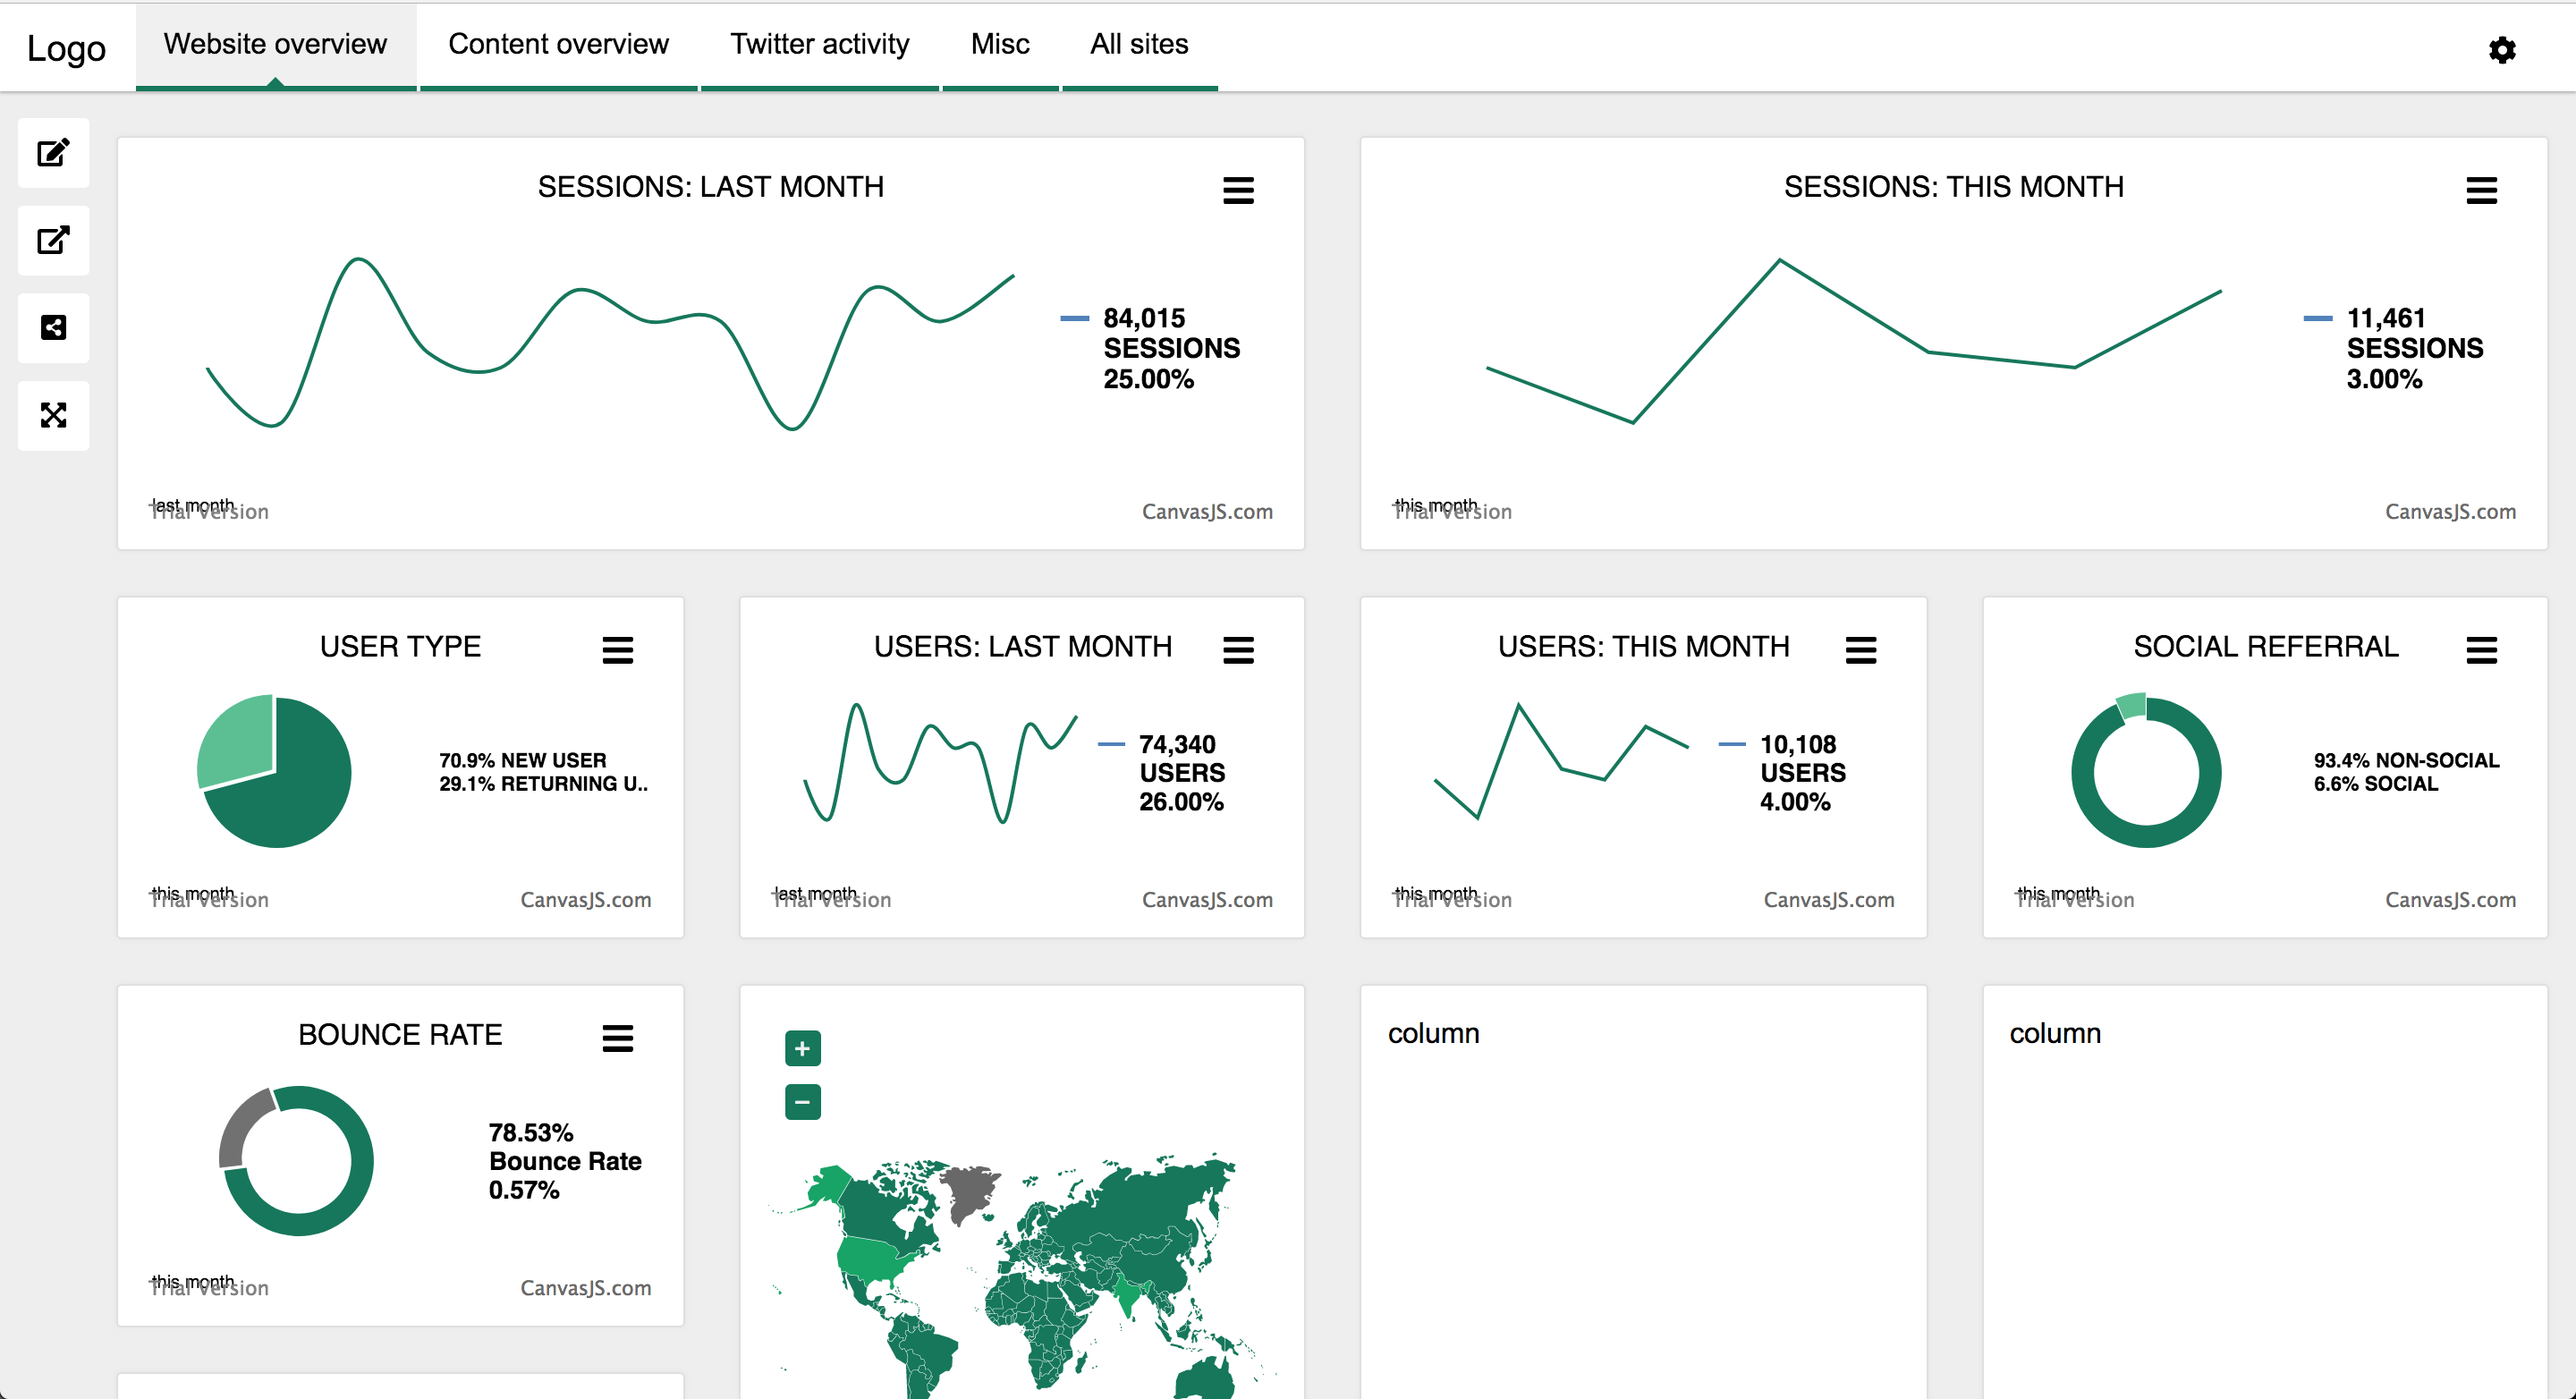 Logo
Website overview
Content overview
Twitter activity
Misc
All sites
SESSIONS: LAST MONTH
84,015
SESSIONS
25.00%
last month
Trial Version
CanvasJS.com
SESSIONS: THIS MONTH
11,461
SESSIONS
3.00%
this month
Trial Version
CanvasJS.com
USER TYPE
70.9% NEW USER
29.1% RETURNING U..
this month
Trial Version
CanvasJS.com
USERS: LAST MONTH
74,340
USERS
26.00%
last month
Trial Version
CanvasJS.com
USERS: THIS MONTH
10,108
USERS
4.00%
this month
Trial Version
CanvasJS.com
SOCIAL REFERRAL
93.4% NON-SOCIAL
6.6% SOCIAL
this month
Trial Version
CanvasJS.com
BOUNCE RATE
78.53%
Bounce Rate
0.57%
this month
Trial Version
CanvasJS.com
+
−
column
column